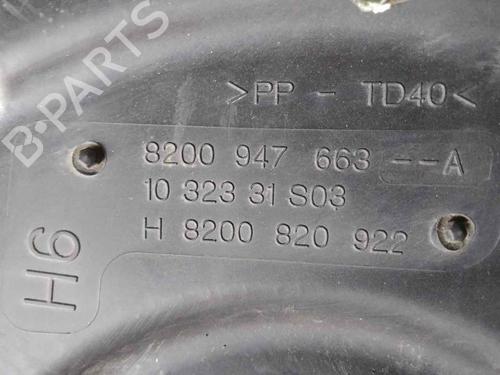 B-PARTS
>PP - TD40<
8200 947 663 --A
10 323 31 S03
H 8200 820 922
H6